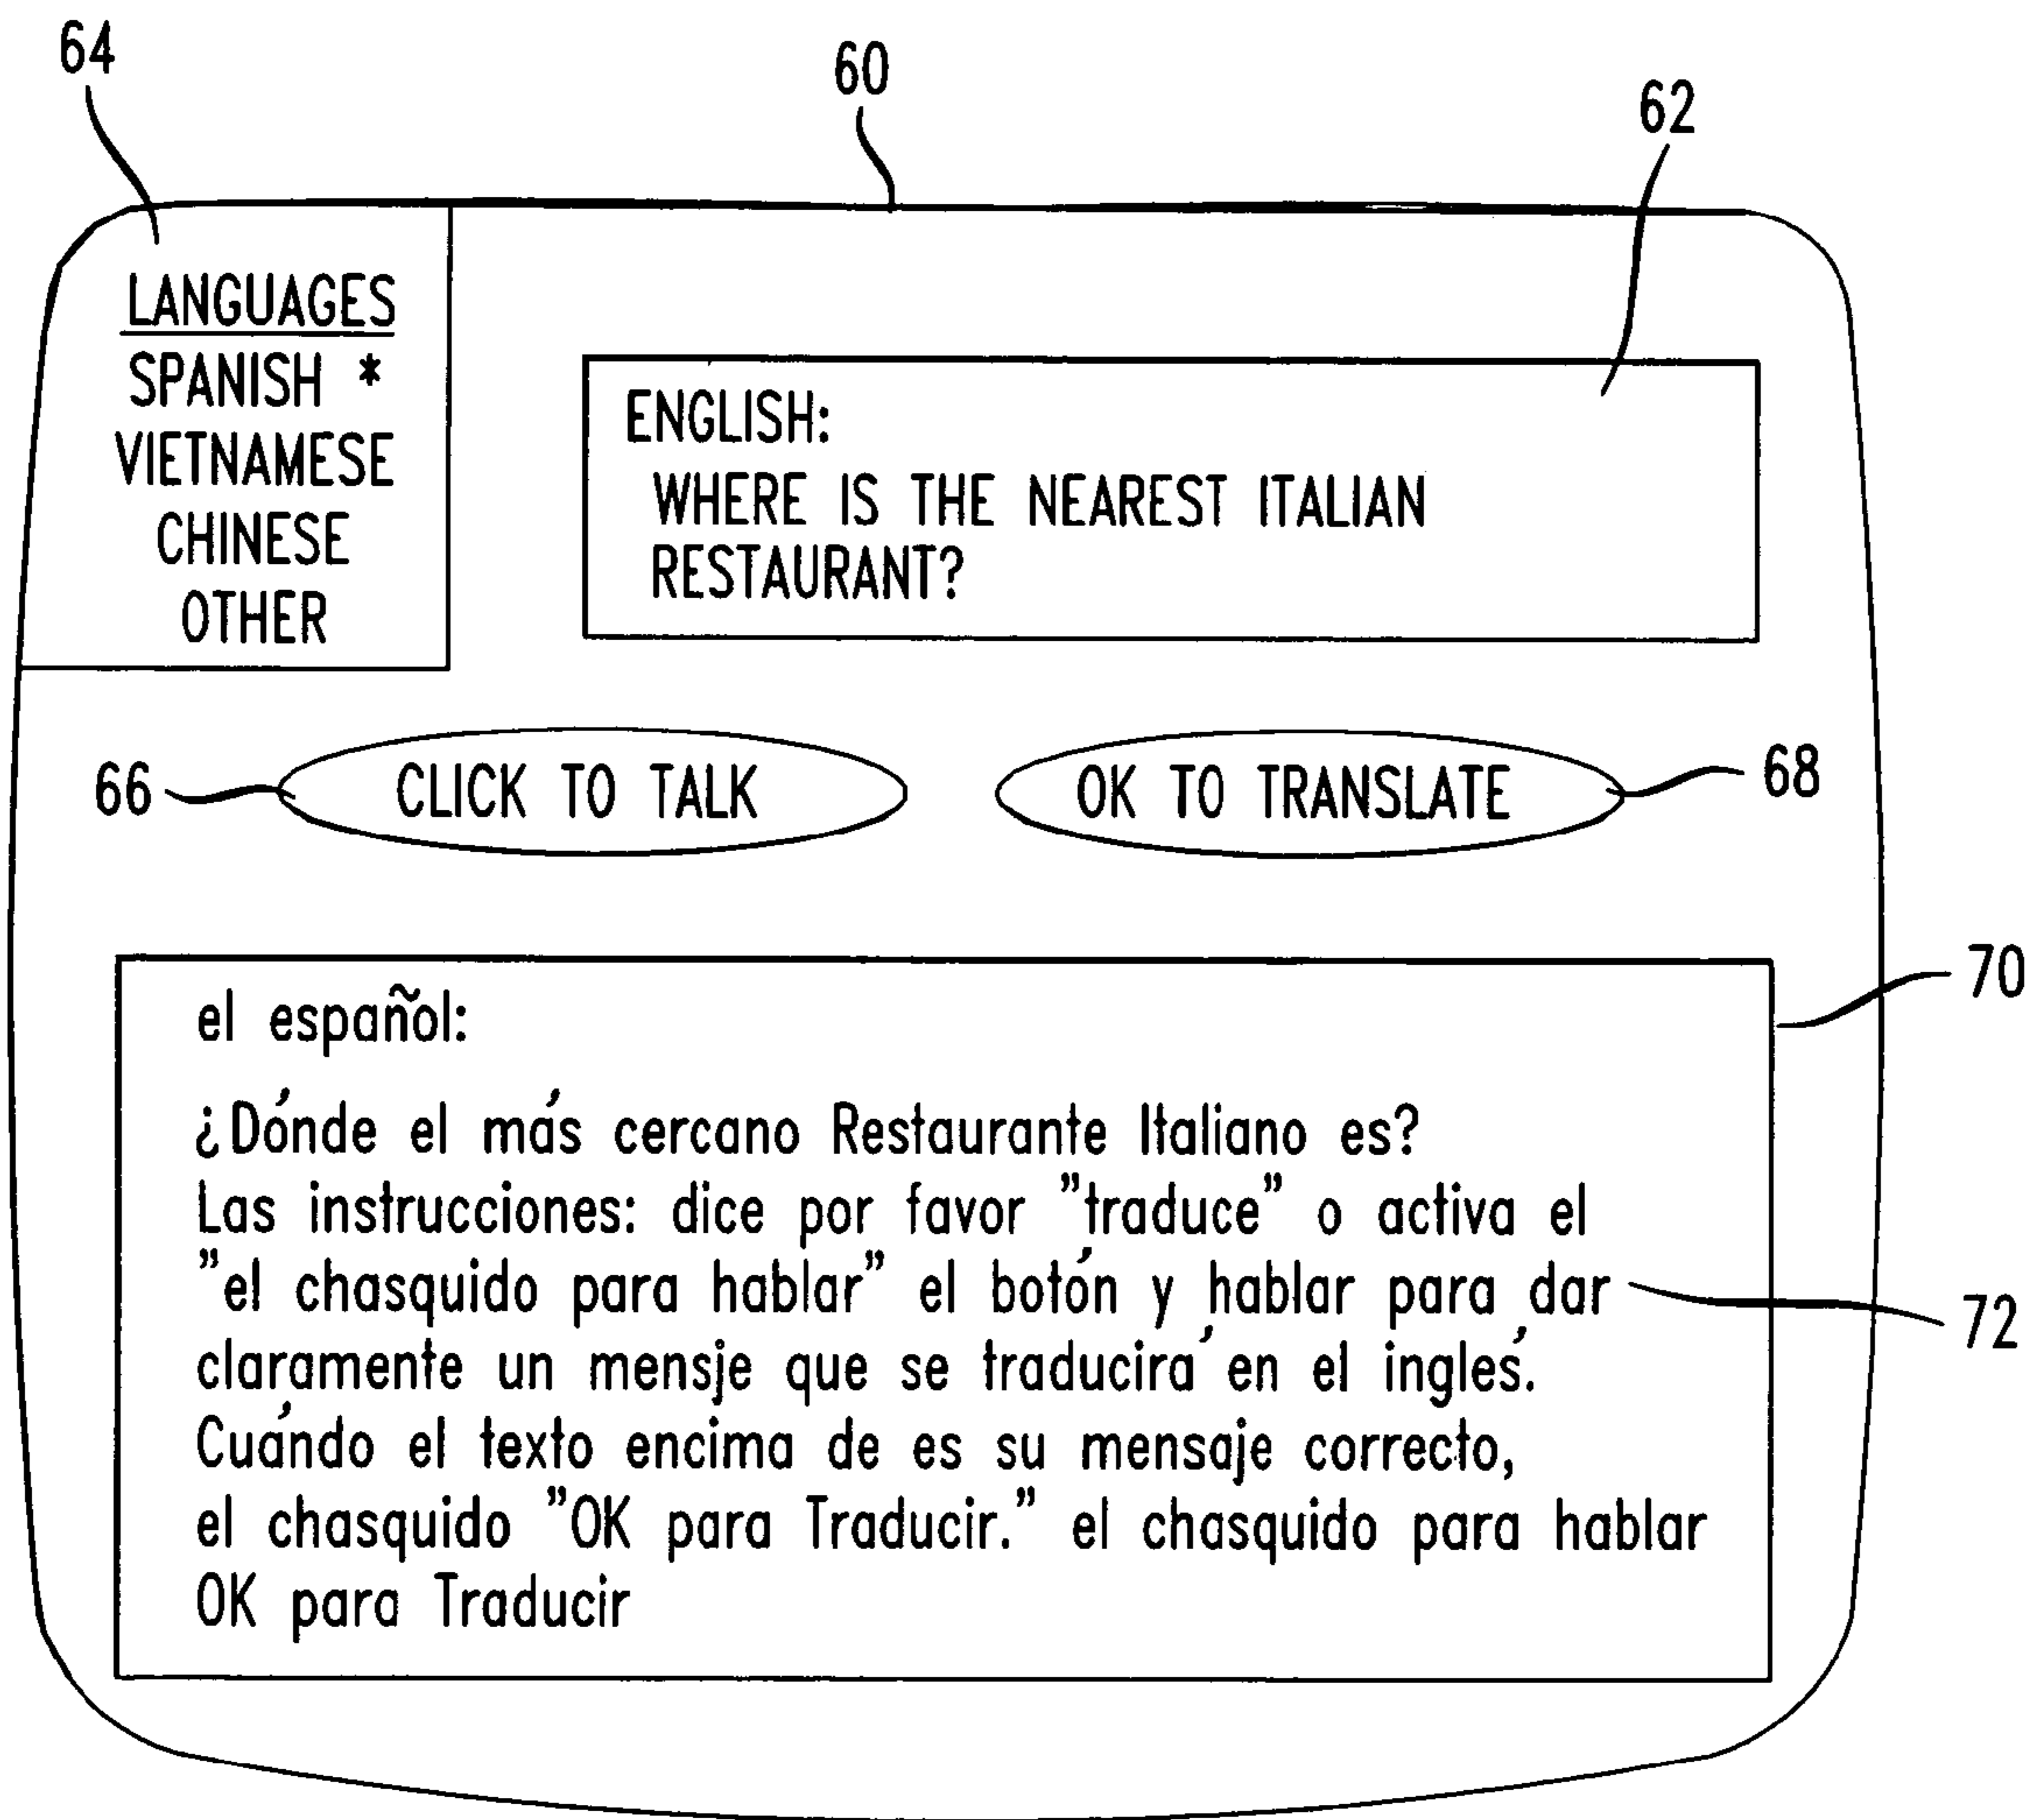 64
60
62
LANGUAGES
SPANISH *
VIETNAMESE
CHINESE
OTHER
ENGLISH:
WHERE IS THE NEAREST ITALIAN
RESTAURANT?
66
CLICK TO TALK
OK TO TRANSLATE
68
70
el español:
¿Dónde el más cercano Restaurante Italiano es?
Las instrucciones: dice por favor "traduce" o activa el
"el chasquido para hablar" el botón y hablar para dar
72
claramente un mensje que se traducirá en el inglés.
Cuándo el texto encima de es su mensaje correcto,
el chasquido "OK para Traducir." el chasquido para hablar
OK para Traducir